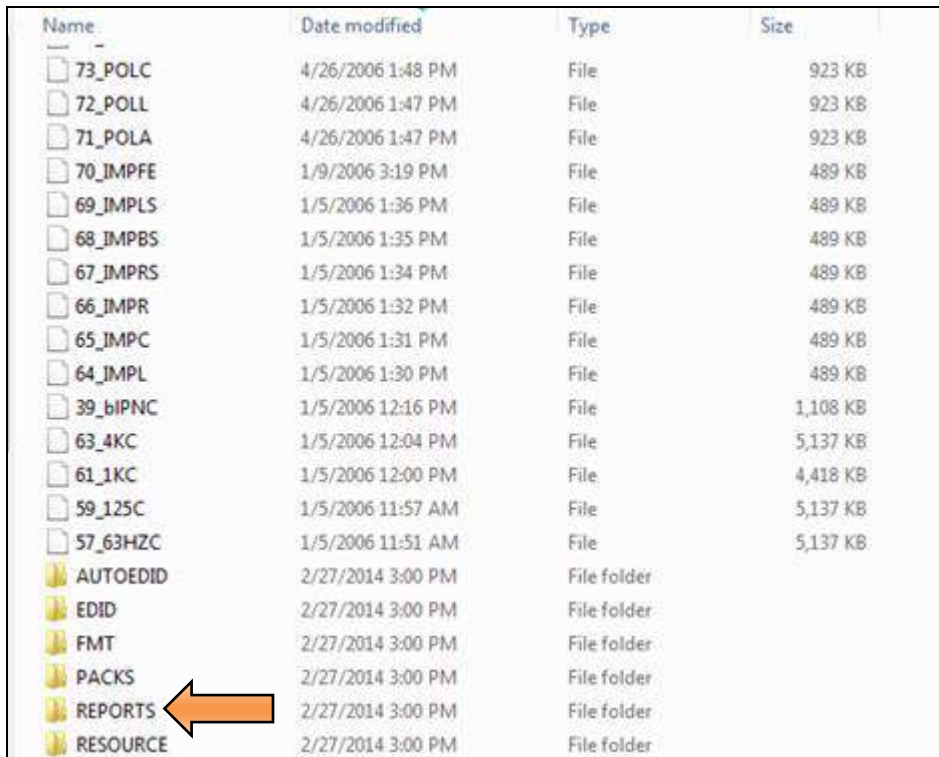 Name Date modified Type Size
73_POLC 4/26/2006 1:48 PM File 923 KB
72_POLL 4/26/2006 1:47 PM File 923 KB
71_POLA 4/26/2006 1:47 PM File 923 KB
70_IMPFE 1/9/2006 3:19 PM File 489 KB
69_IMPLS 1/5/2006 1:36 PM File 489 KB
68_IMPBS 1/5/2006 1:35 PM File 489 KB
67_IMPRS 1/5/2006 1:34 PM File 489 KB
66_IMPR 1/5/2006 1:32 PM File 489 KB
65_IMPC 1/5/2006 1:31 PM File 489 KB
64_IMPL 1/5/2006 1:30 PM File 489 KB
39_bIPNC 1/5/2006 12:16 PM File 1,108 KB
63_4KC 1/5/2006 12:04 PM File 5,137 KB
61_1KC 1/5/2006 12:00 PM File 4,418 KB
59_125C 1/5/2006 11:57 AM File 5,137 KB
57_63HZC 1/5/2006 11:51 AM File 5,137 KB
AUTOEDID 2/27/2014 3:00 PM File folder
EDID 2/27/2014 3:00 PM File folder
FMT 2/27/2014 3:00 PM File folder
PACKS 2/27/2014 3:00 PM File folder
REPORTS 2/27/2014 3:00 PM File folder
RESOURCE 2/27/2014 3:00 PM File folder